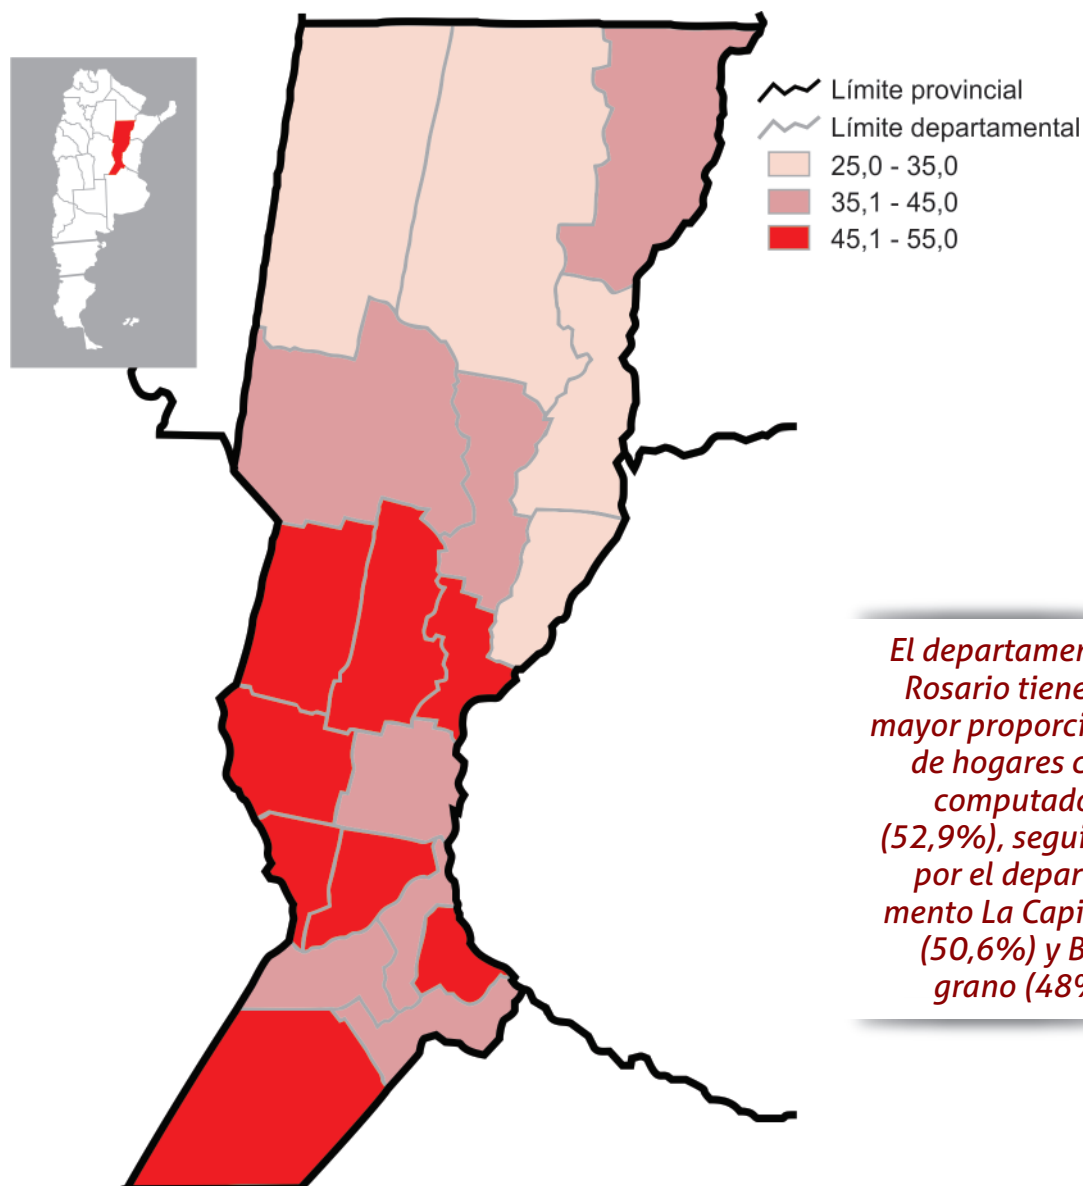 Límite provincial
Límite departamental
25,0 - 35,0
35,1 - 45,0
45,1 - 55,0
El departamen
Rosario tiene
mayor proporci
de hogares c
computado
(52,9%), segui
por el depar
mento La Capi
(50,6%) y B
grano (48%